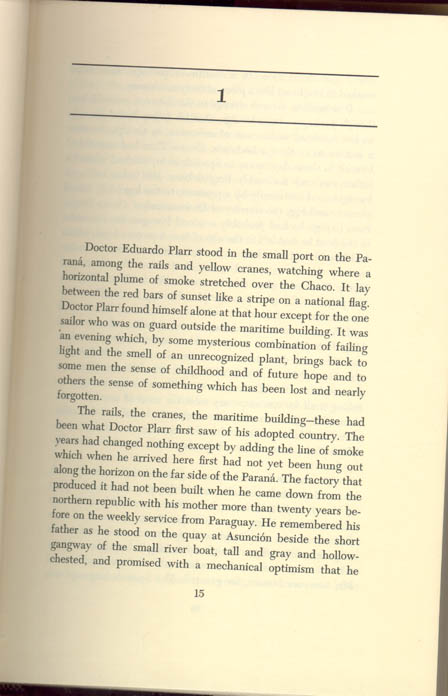 1
Doctor Eduardo Plarr stood in the small port on the Pa-
raná, among the rails and yellow cranes, watching where a
horizontal plume of smoke stretched over the Chaco. It lay
between the red bars of sunset like a stripe on a national flag.
Doctor Plarr found himself alone at that hour except for the one
sailor who was on guard outside the maritime building. It was
an evening which, by some mysterious combination of failing
light and the smell of an unrecognized plant, brings back to
some men the sense of childhood and of future hope and to
others the sense of something which has been lost and nearly
forgotten.
The rails, the cranes, the maritime building—these had
been what Doctor Plarr first saw of his adopted country. The
years had changed nothing except by adding the line of smoke
which when he arrived here first had not yet been hung out
along the horizon on the far side of the Paraná. The factory that
produced it had not been built when he came down from the
northern republic with his mother more than twenty years be-
fore on the weekly service from Paraguay. He remembered his
father as he stood on the quay at Asunción beside the short
gangway of the small river boat, tall and gray and hollow-
chested, and promised with a mechanical optimism that he
15